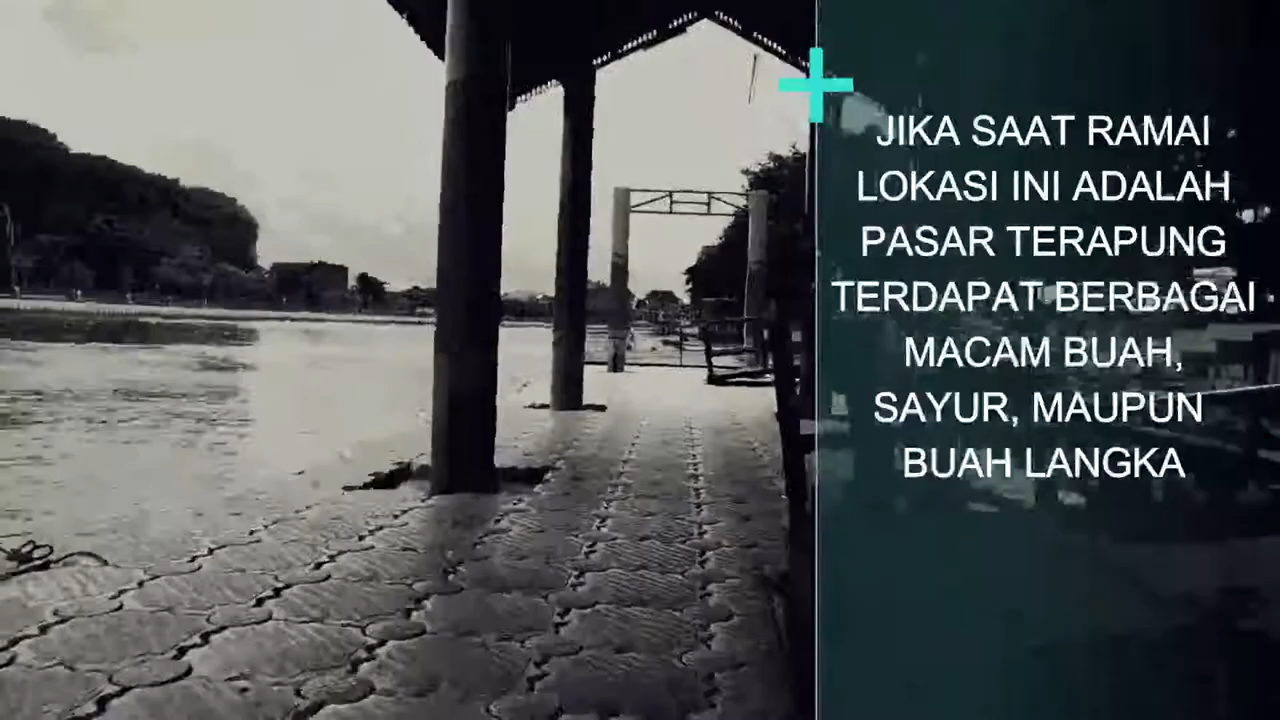 JIKA SAAT RAMAI
LOKASI INI ADALAH
PASAR TERAPUNG
TERDAPAT BERBAGAI
MACAM BUAH,
SAYUR, MAUPUN
BUAH LANGKA